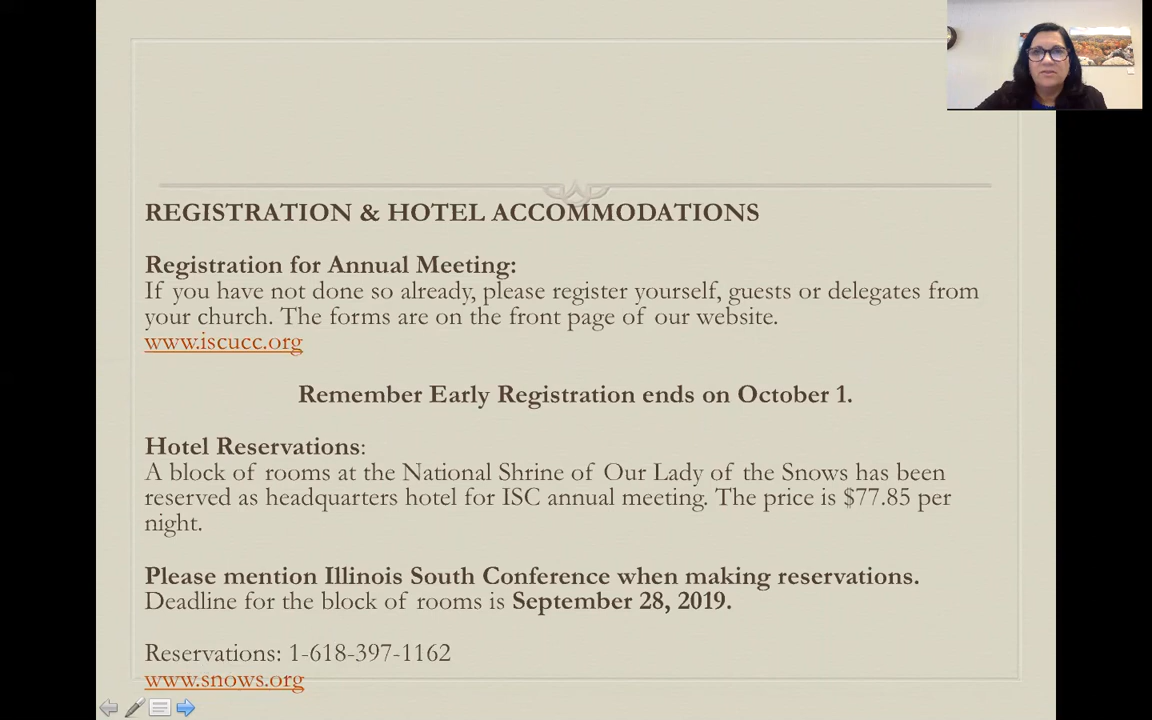 REGISTRATION & HOTEL ACCOMMODATIONS
Registration for Annual Meeting:
If you have not done so already, please register yourself, guests or delegates from
your church. The forms are on the front page of our website.
www.iscucc.org
Remember Early Registration ends on October 1.
Hotel Reservations:
A block of rooms at the National Shrine of Our Lady of the Snows has been
reserved as headquarters hotel for ISC annual meeting. The price is $77.85 per
night.
Please mention Illinois South Conference when making reservations.
Deadline for the block of rooms is September 28, 2019.
Reservations: 1-618-397-1162
www.snows.org